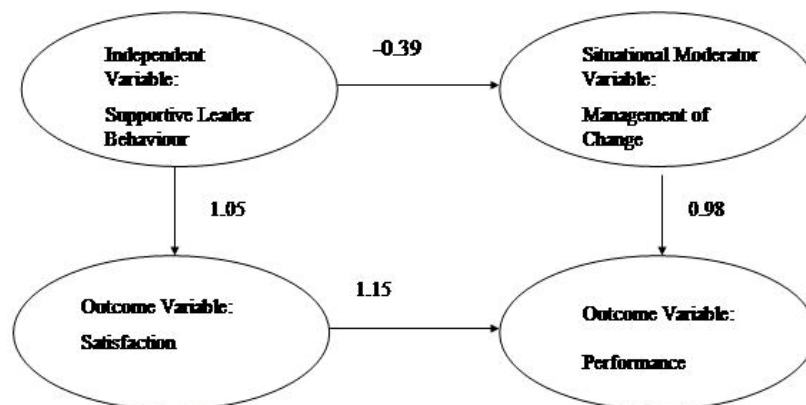 Independent
Variable:
Supportive Leader
Behaviour
-0.39
Situational Moderator
Variable:
Management of
Change
1.05
0.98
Outcome Variable:
Satisfaction
1.15
Outcome Variable:
Performance